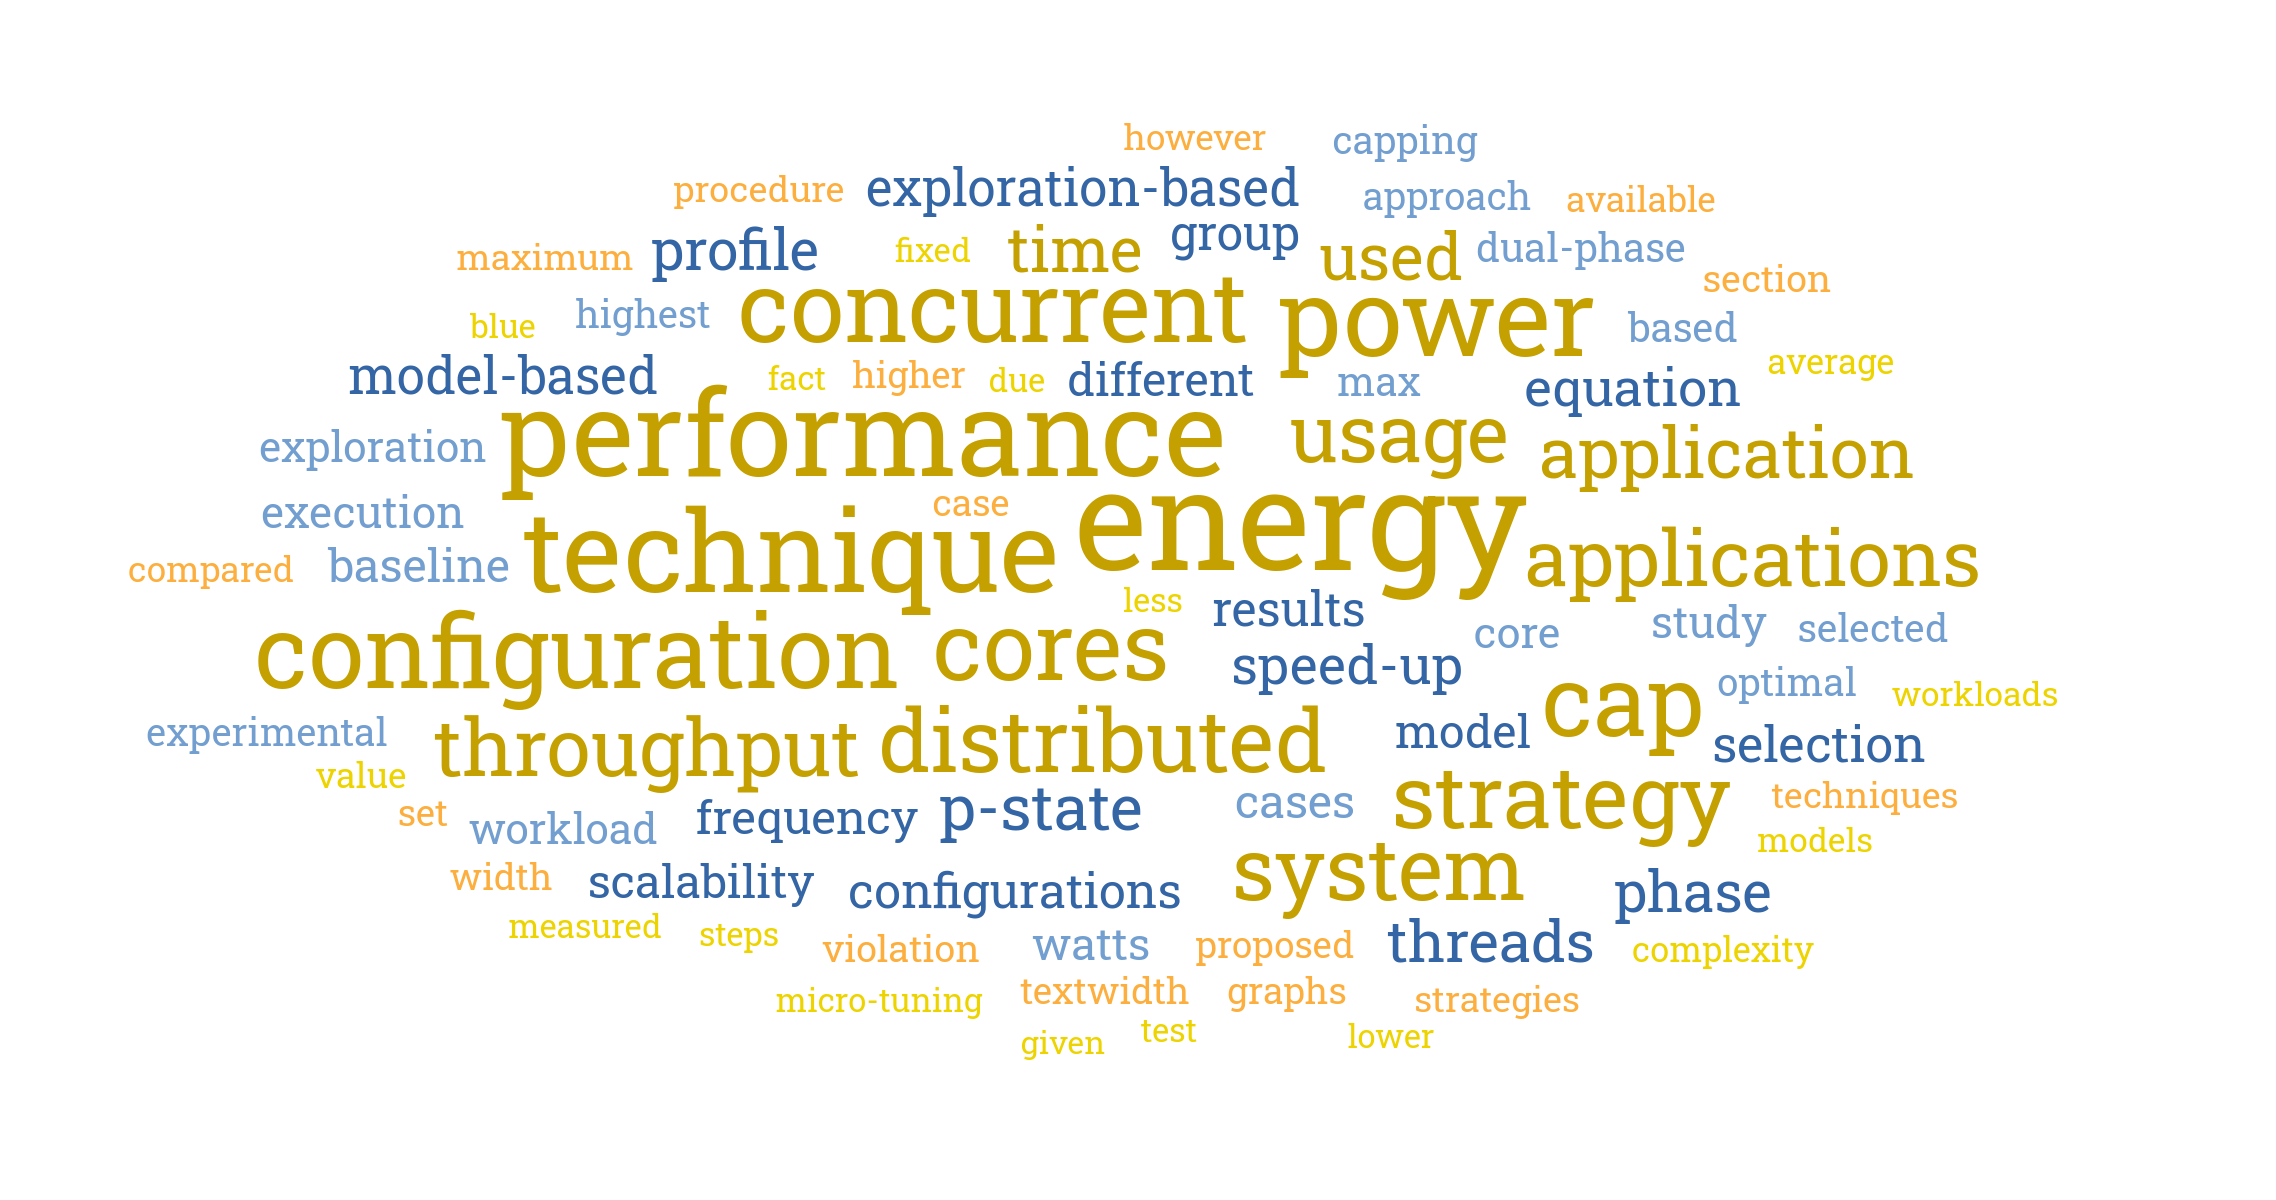 however capping
procedure exploration-based approach available
maximum profile fixed time group used dual-phase section
blue highest concurrent power based
model-based fact higher due different max equation average
exploration performance usage application
execution case energy
compared baseline technique applications
less results core study selected
configuration cores speed-up cap optimal workloads
experimental throughput distributed model selection
value
set workload frequency p-state cases strategy techniques
models
width scalability configurations system phase
measured steps violation watts proposed threads complexity
micro-tuning textwidth graphs strategies
given test lower